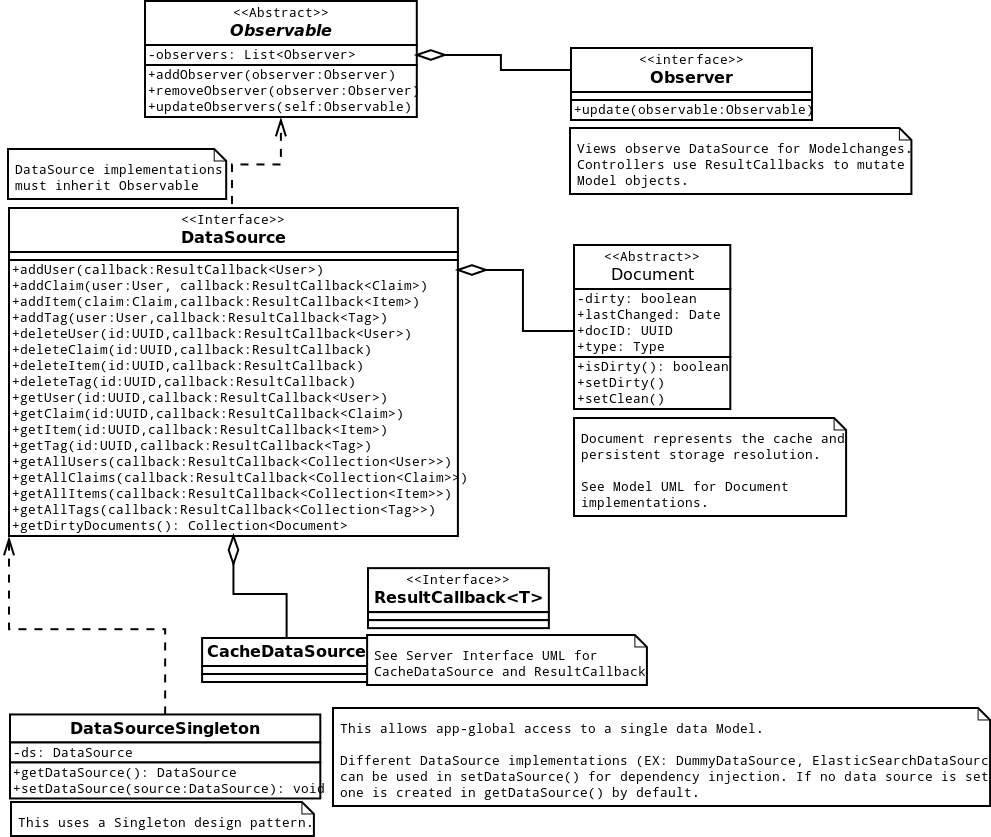 <<Abstract>>
Observable
-observers: List<Observer>
+addObserver(observer:Observer)
+removeObserver(observer:Observer)
+updateObservers(self:Observable)
<<interface>>
Observer
+update(observable:Observable)
Views observe DataSource for Modelchanges.
Controllers use ResultCallbacks to mutate
Model objects.
DataSource implementations
must inherit Observable
<<Interface>>
DataSource
+addUser(callback:ResultCallback<User>)
+addClaim(user:User, callback:ResultCallback<Claim>)
+addItem(claim:Claim,callback:ResultCallback<Item>)
+addTag(user:User,callback:ResultCallback<Tag>)
+deleteUser(id:UUID,callback:ResultCallback<User>)
+deleteClaim(id:UUID,callback:ResultCallback)
+deleteItem(id:UUID,callback:ResultCallback)
+deleteTag(id:UUID,callback:ResultCallback)
+getUser(id:UUID,callback:ResultCallback<User>)
+getClaim(id:UUID,callback:ResultCallback<Claim>)
+getItem(id:UUID,callback:ResultCallback<Item>)
+getTag(id:UUID,callback:ResultCallback<Tag>)
+getAllUsers(callback:ResultCallback<Collection<User>>)
+getAllClaims(callback:ResultCallback<Collection<Claim>>)
+getAllItems(callback:ResultCallback<Collection<Item>>)
+getAllTags(callback:ResultCallback<Collection<Tag>>)
+getDirtyDocuments(): Collection<Document>
<<Abstract>>
Document
-dirty: boolean
+lastChanged: Date
+docID: UUID
+type: Type
+isDirty(): boolean
+setDirty()
+setClean()
Document represents the cache and
persistent storage resolution.
See Model UML for Document
implementations.
<<Interface>>
ResultCallback<T>
CacheDataSource
See Server Interface UML for
CacheDataSource and ResultCallback
DataSourceSingleton
-ds: DataSource
+getDataSource(): DataSource
+setDataSource(source:DataSource): void
This uses a Singleton design pattern.
This allows app-global access to a single data Model.
Different DataSource implementations (EX: DummyDataSource, ElasticSearchDataSourc
can be used in setDataSource() for dependency injection. If no data source is set
one is created in getDataSource() by default.